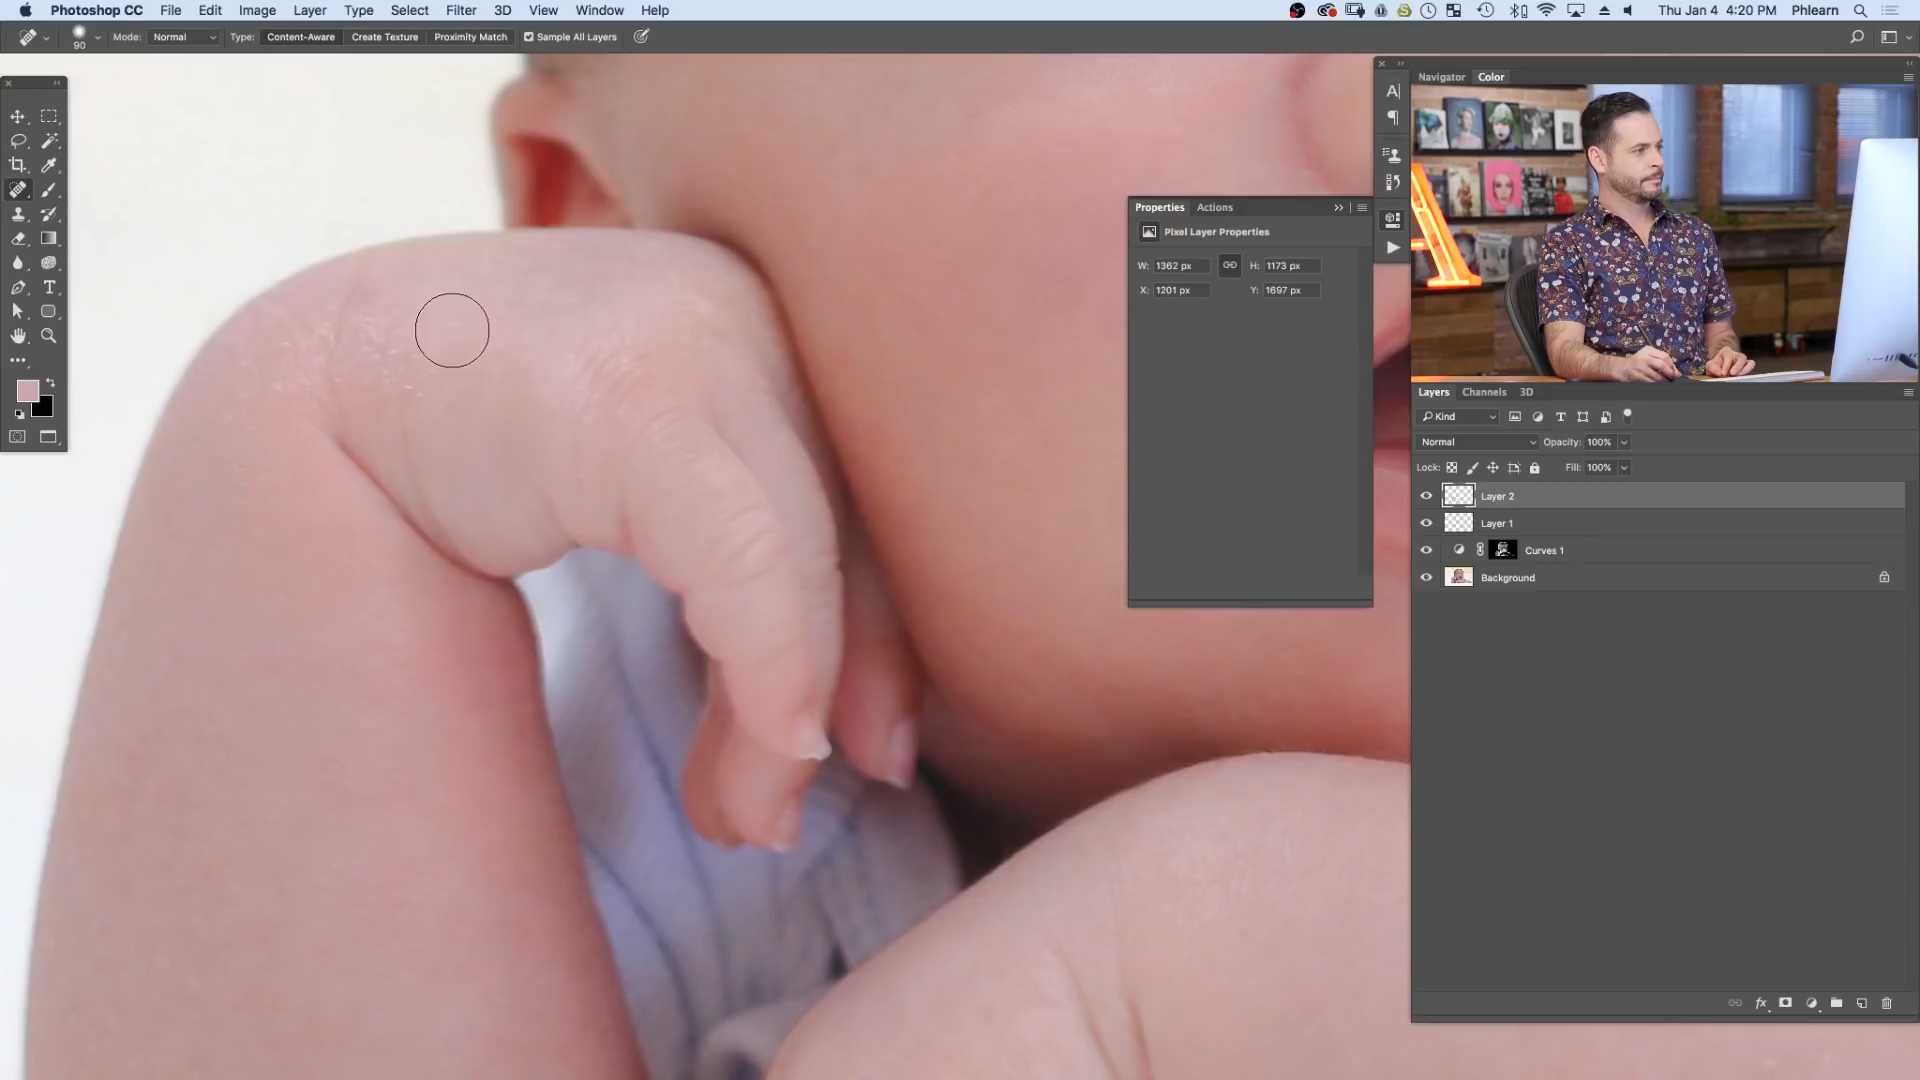 Photoshop CC File Edit Image Layer Type Select Filter 3D View Window Help Thu Jan 4 4:20 PM Phlearn
90 Mode: Normal Type: Content-Aware Create Texture Proximity Match Sample All Layers
Navigator Color
Properties Actions
Pixel Layer Properties
W: 1362 px H: 1173 px
X: 1201 px Y: 1697 px
Layers Channels 3D
Kind
Normal Opacity: 100%
Lock: Fill: 100%
Layer 2
Layer 1
Curves 1
Background